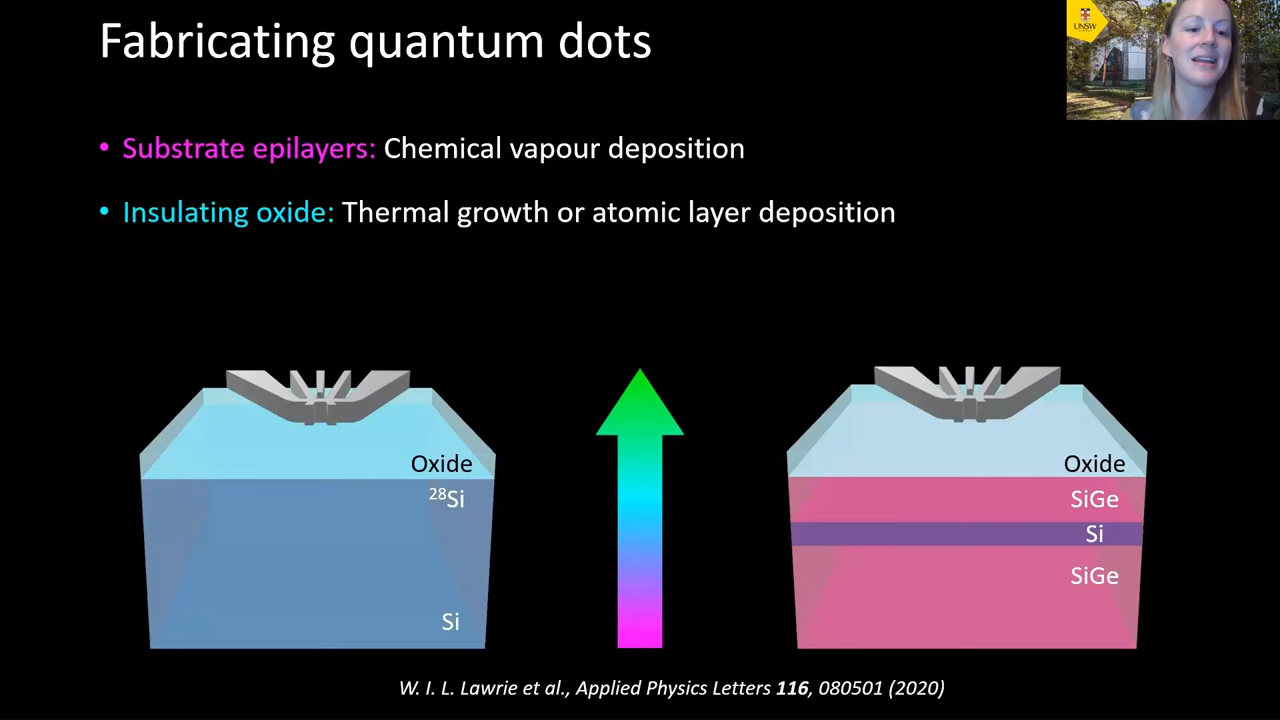 Fabricating quantum dots
UNSW
• Substrate epilayers: Chemical vapour deposition
• Insulating oxide: Thermal growth or atomic layer deposition
Oxide
²⁸Si
Si
Oxide
SiGe
Si
SiGe
W. I. L. Lawrie et al., Applied Physics Letters 116, 080501 (2020)